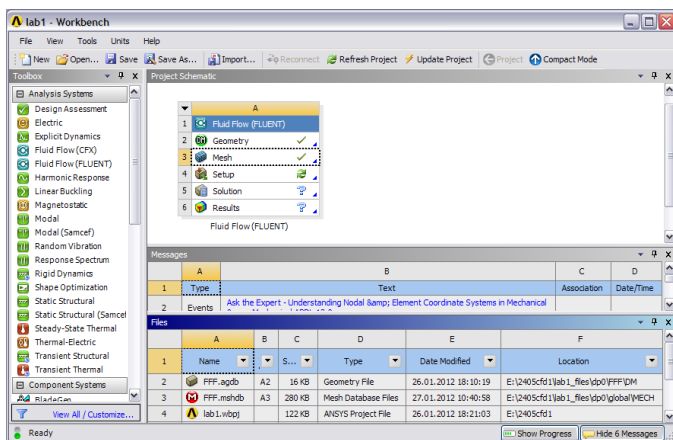 lab1 - Workbench
File View Tools Units Help
New Open... Save Save As... Import... Reconnect Refresh Project Update Project Project Compact Mode
Toolbox
Analysis Systems
Design Assessment
Electric
Explicit Dynamics
Fluid Flow (CFX)
Fluid Flow (FLUENT)
Harmonic Response
Linear Buckling
Magnetostatic
Modal
Modal (Samcef)
Random Vibration
Response Spectrum
Rigid Dynamics
Shape Optimization
Static Structural
Static Structural (Samcef
Steady-State Thermal
Thermal-Electric
Transient Structural
Transient Thermal
Component Systems
BladeGen
View All / Customize...
Project Schematic
A
1 Fluid Flow (FLUENT)
2 Geometry
3 Mesh
4 Setup
5 Solution
6 Results
Fluid Flow (FLUENT)
Messages
A B C D
1 Type Text Association Date/Time
2 Events Ask the Expert - Understanding Nodal &amp; Element Coordinate Systems in Mechanical
Files
A B C D E F
1 Name S... Type Date Modified Location
2 FFF.agdb A2 16 KB Geometry File 26.01.2012 18:10:19 E:\2405cfd1\lab1_files\dp0\FFF\DM
3 FFF.mshdb A3 280 KB Mesh Database Files 27.01.2012 10:40:58 E:\2405cfd1\lab1_files\dp0\global\MECH
4 lab1.wbpj 122 KB ANSYS Project File 26.01.2012 18:21:03 E:\2405cfd1
Ready Show Progress Hide 6 Messages